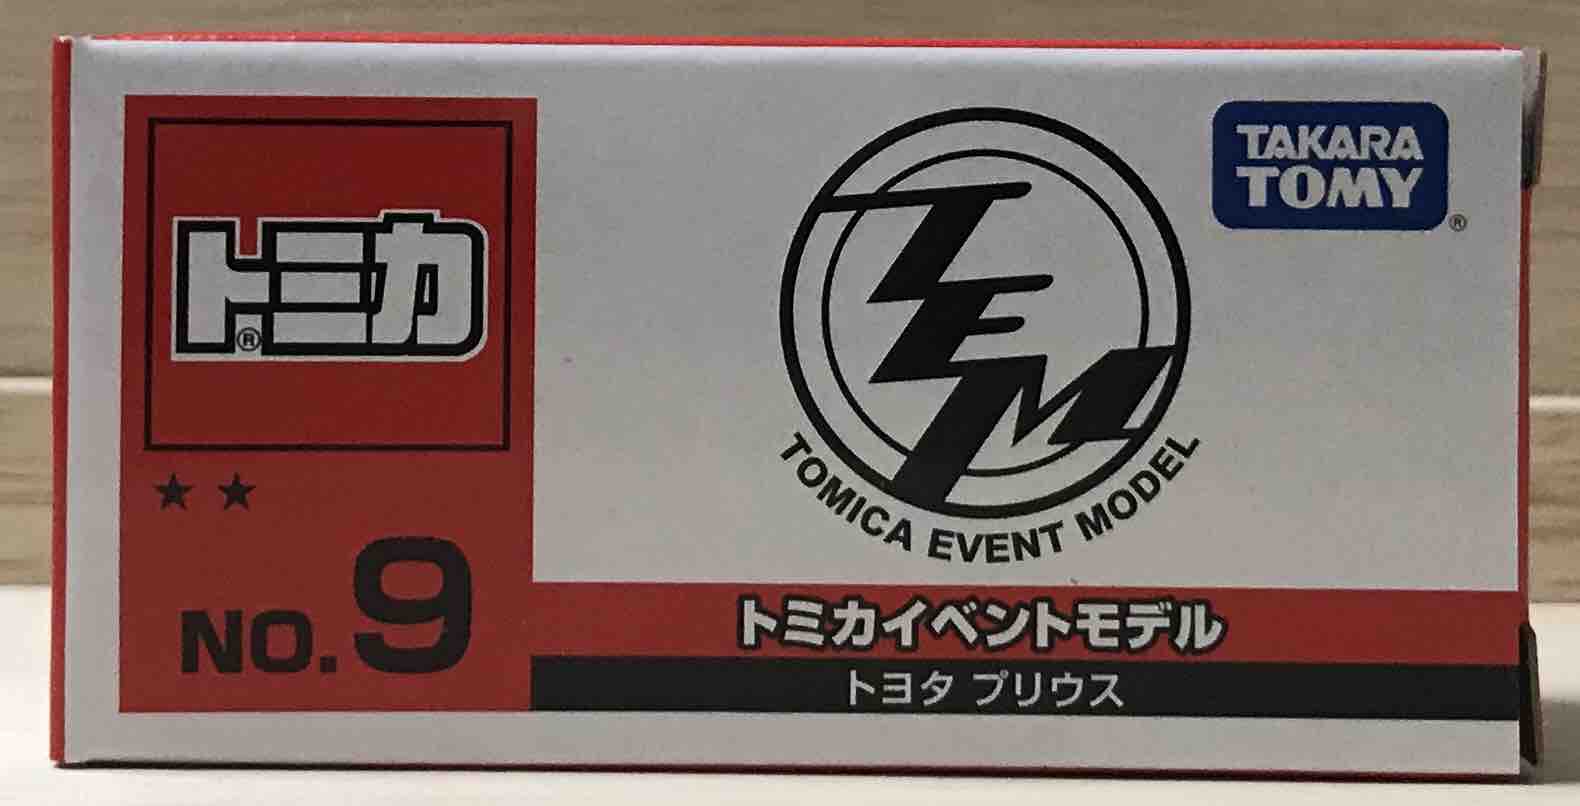 トミカ®
★ ★
NO.9
TEM
TOMICA EVENT MODEL
TAKARA
TOMY®
トミカイベントモデル
トヨタ プリウス